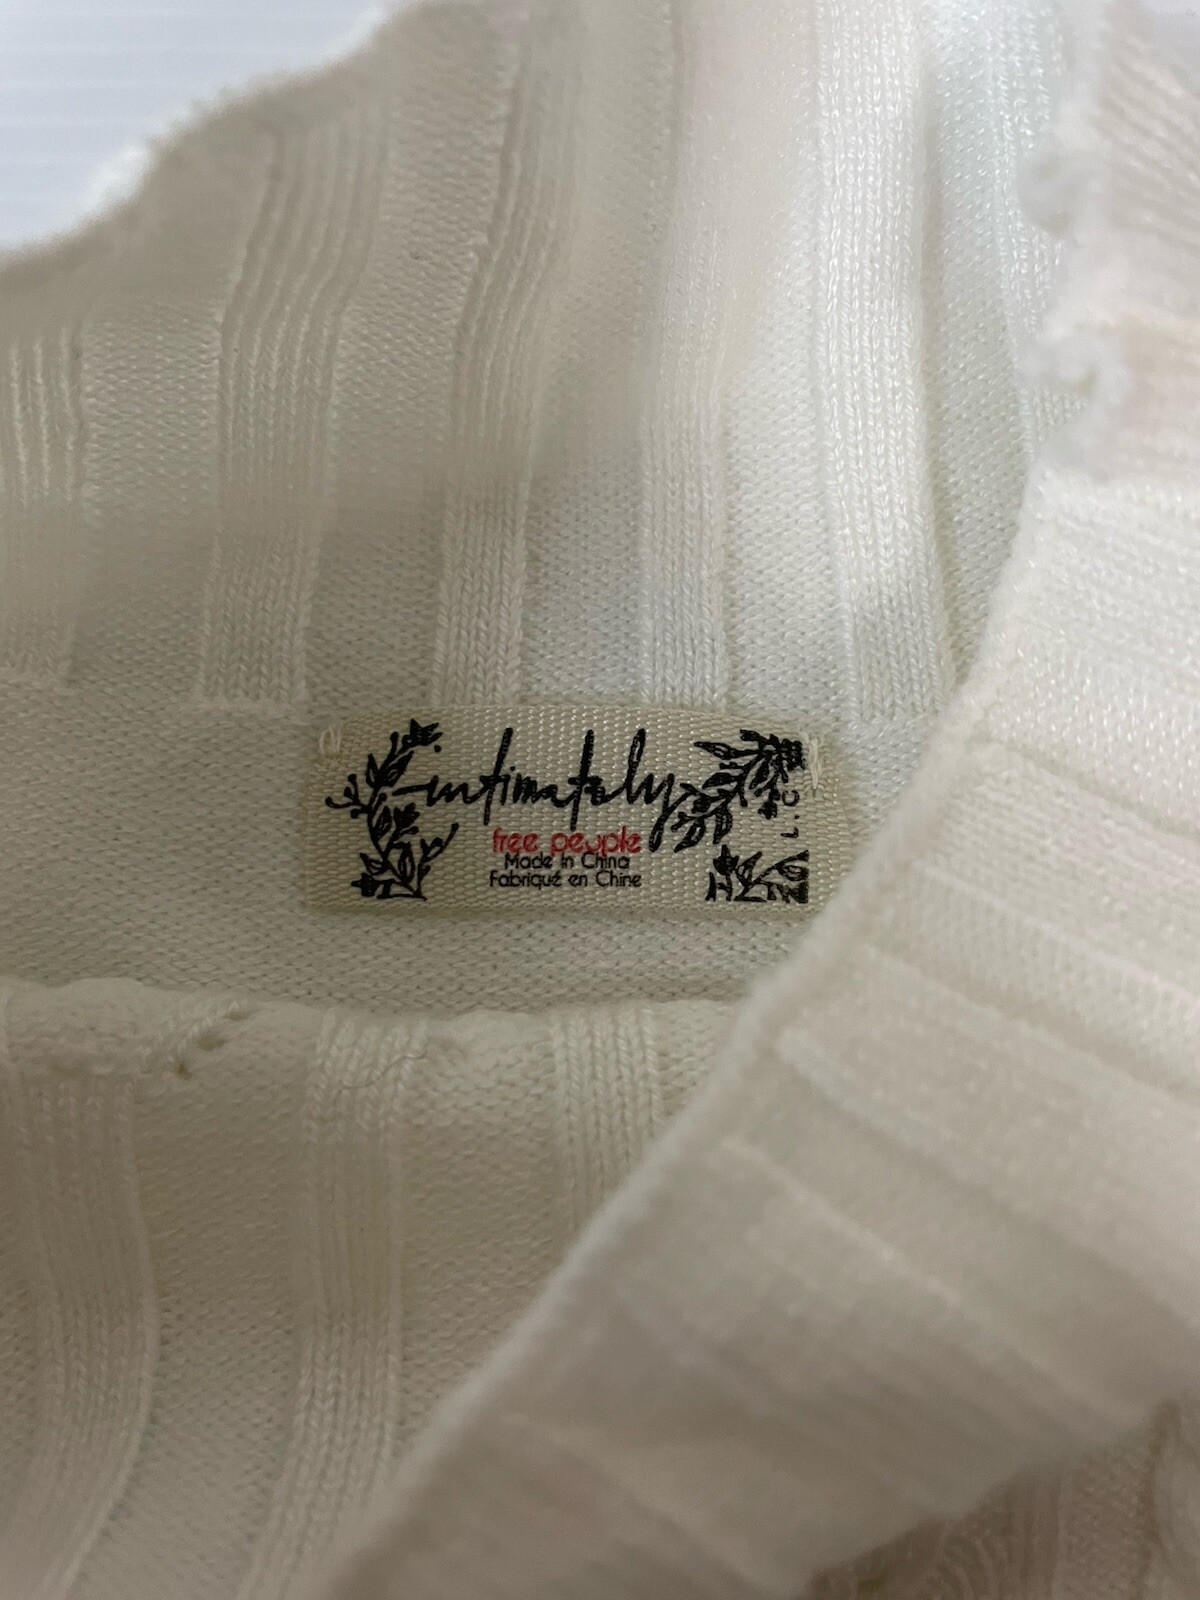 intimately
free people
Made in China
Fabriqué en Chine